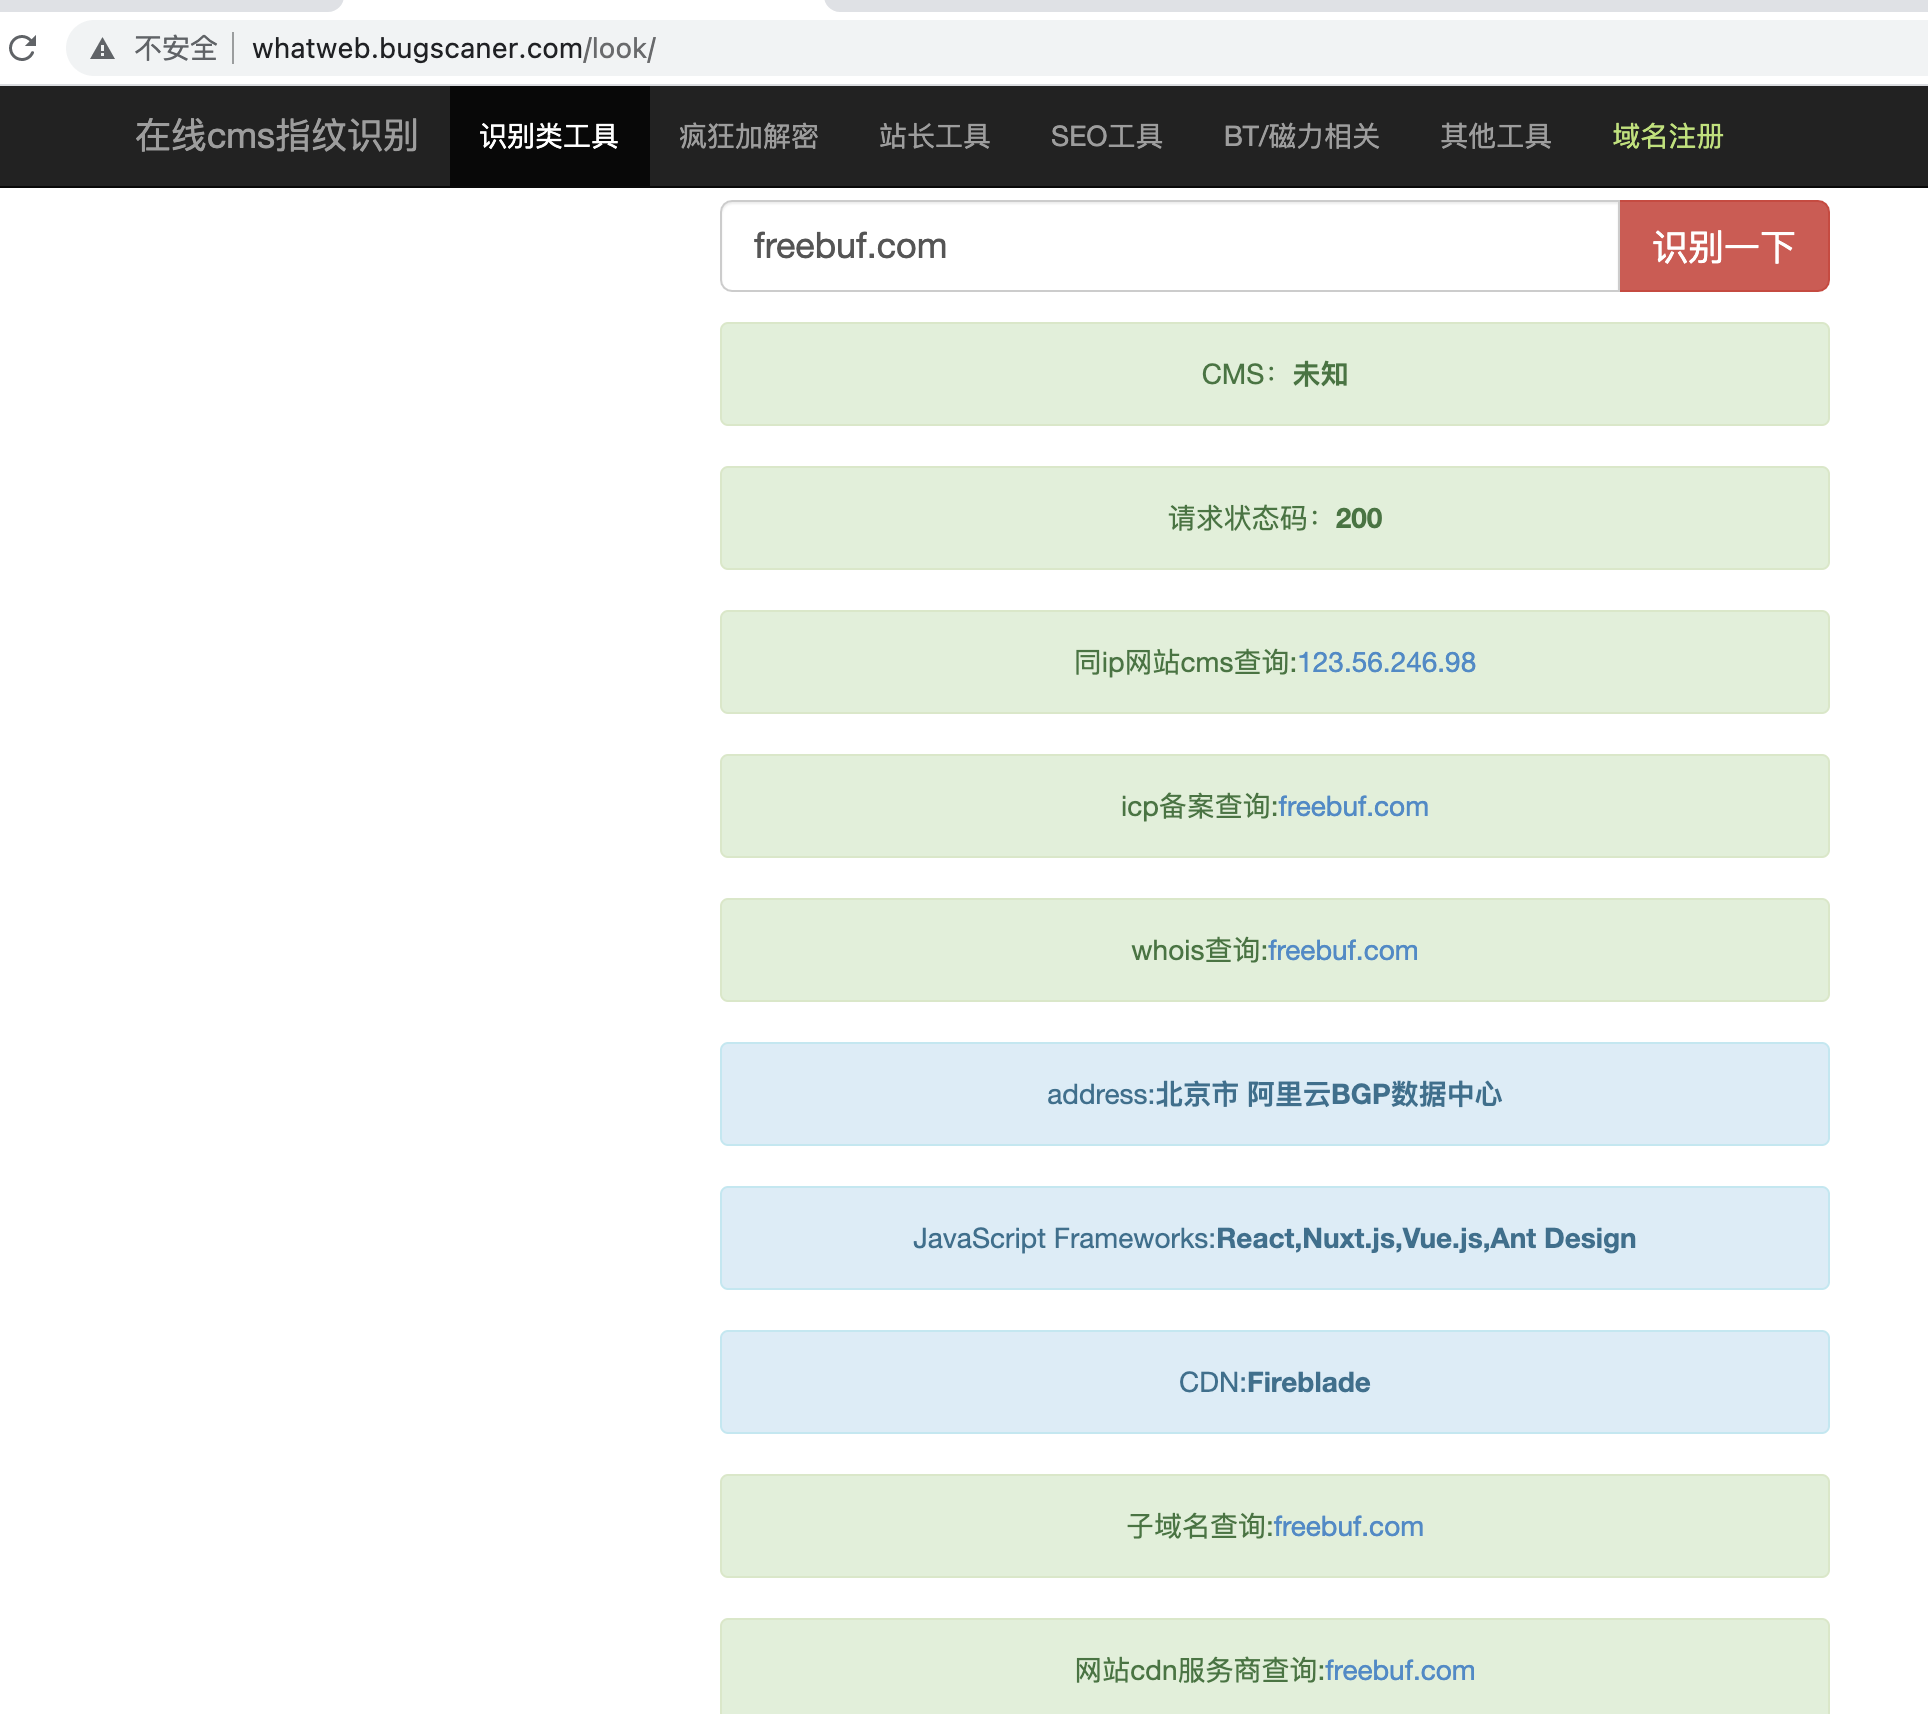 不安全 whatweb.bugscaner.com/look/
在线cms指纹识别 识别类工具 疯狂加解密 站长工具 SEO工具 BT/磁力相关 其他工具 域名注册
freebuf.com 识别一下
CMS：未知
请求状态码：200
同ip网站cms查询:123.56.246.98
icp备案查询:freebuf.com
whois查询:freebuf.com
address:北京市 阿里云BGP数据中心
JavaScript Frameworks:React,Nuxt.js,Vue.js,Ant Design
CDN:Fireblade
子域名查询:freebuf.com
网站cdn服务商查询:freebuf.com